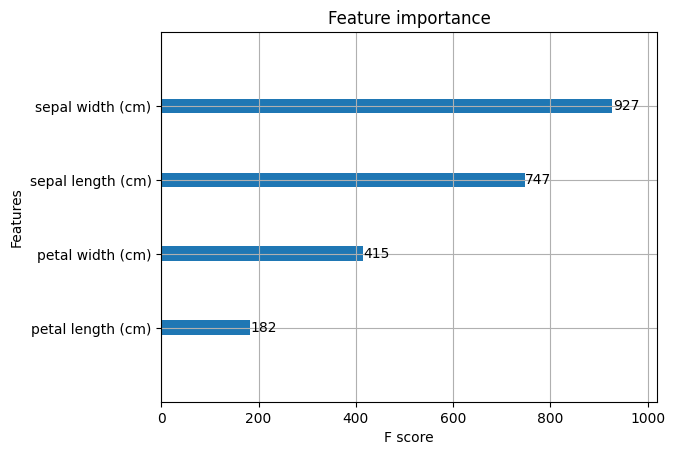 Feature importance
sepal width (cm)
927
sepal length (cm)
747
petal width (cm)
415
petal length (cm)
182
Features
0 200 400 600 800 1000
F score